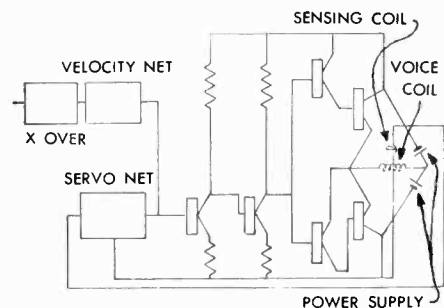 SENSING COIL
VELOCITY NET
VOICE
COIL
X OVER
SERVO NET
POWER SUPPLY